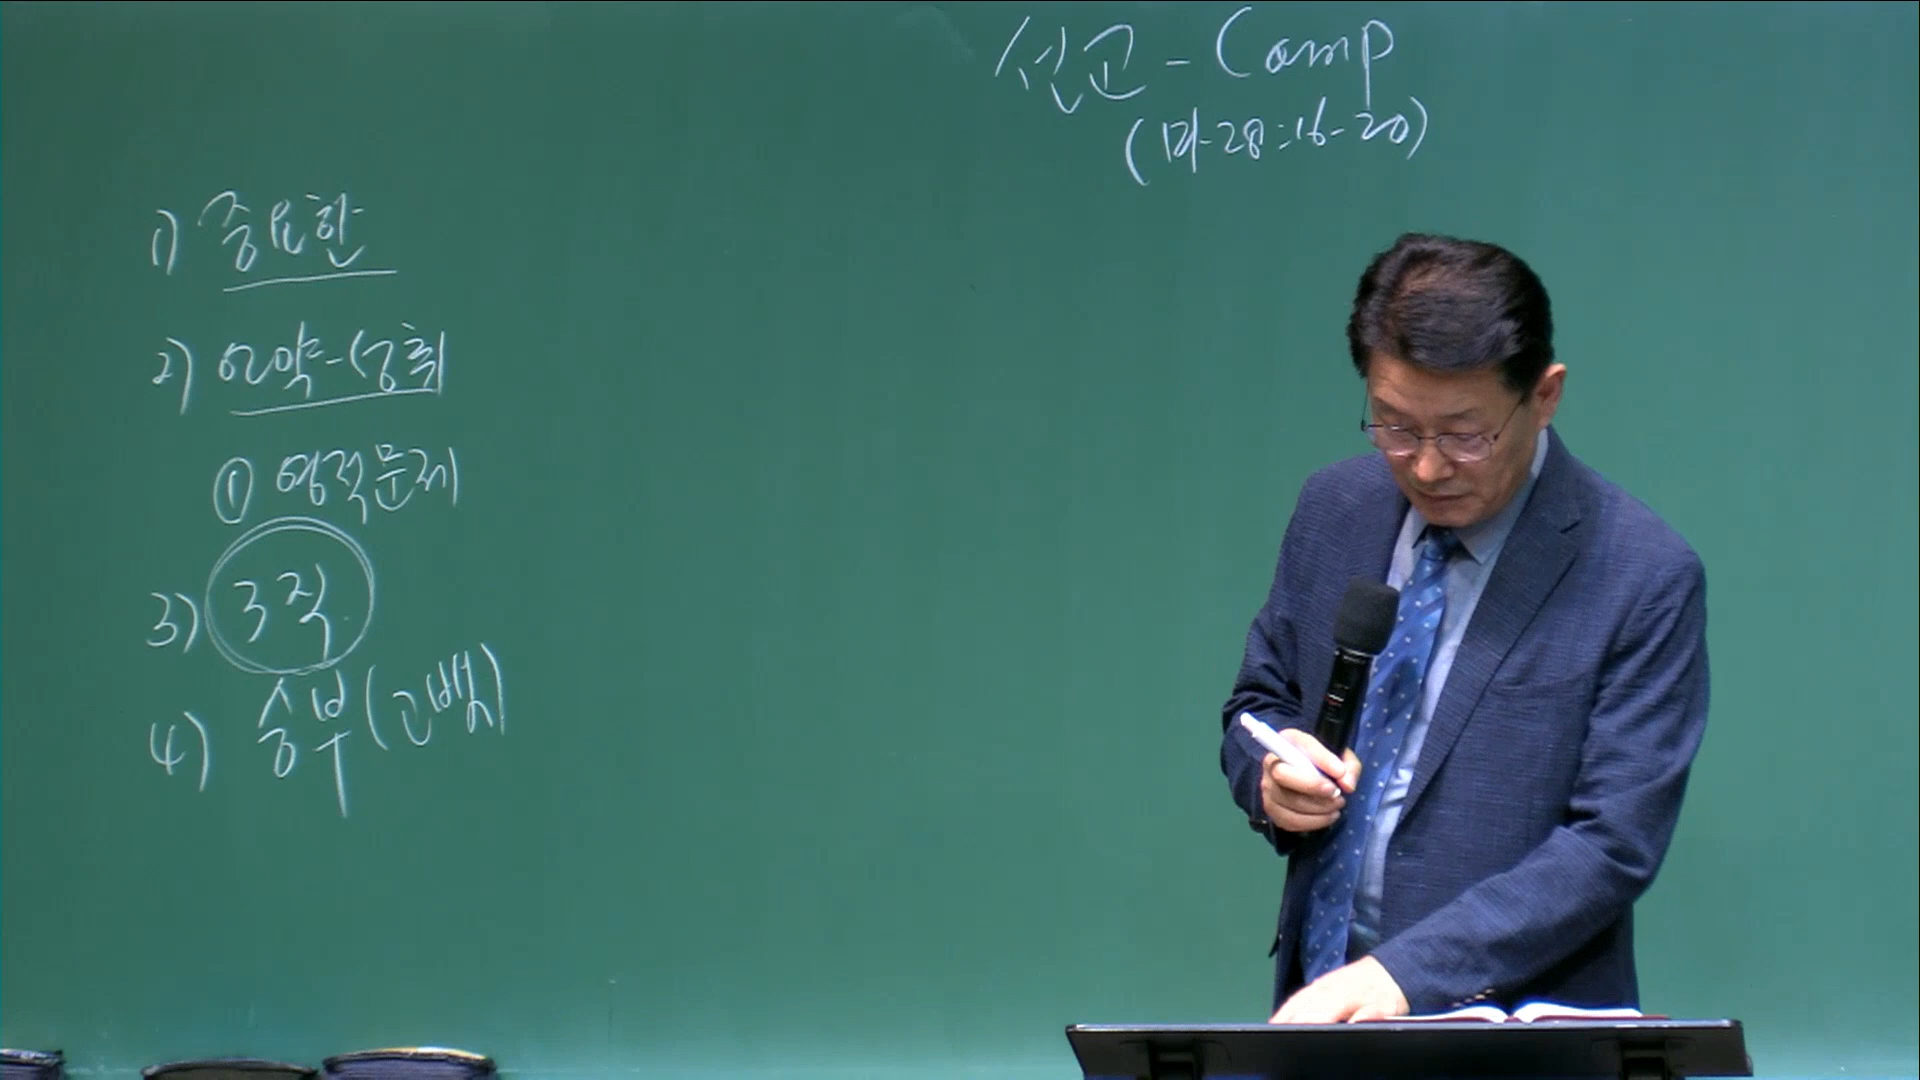 선교 - Camp
(마 28:16-20)
1) 중요한
2) 언약-성취
① 영적문제
3) 3직
4) 승부(고백)